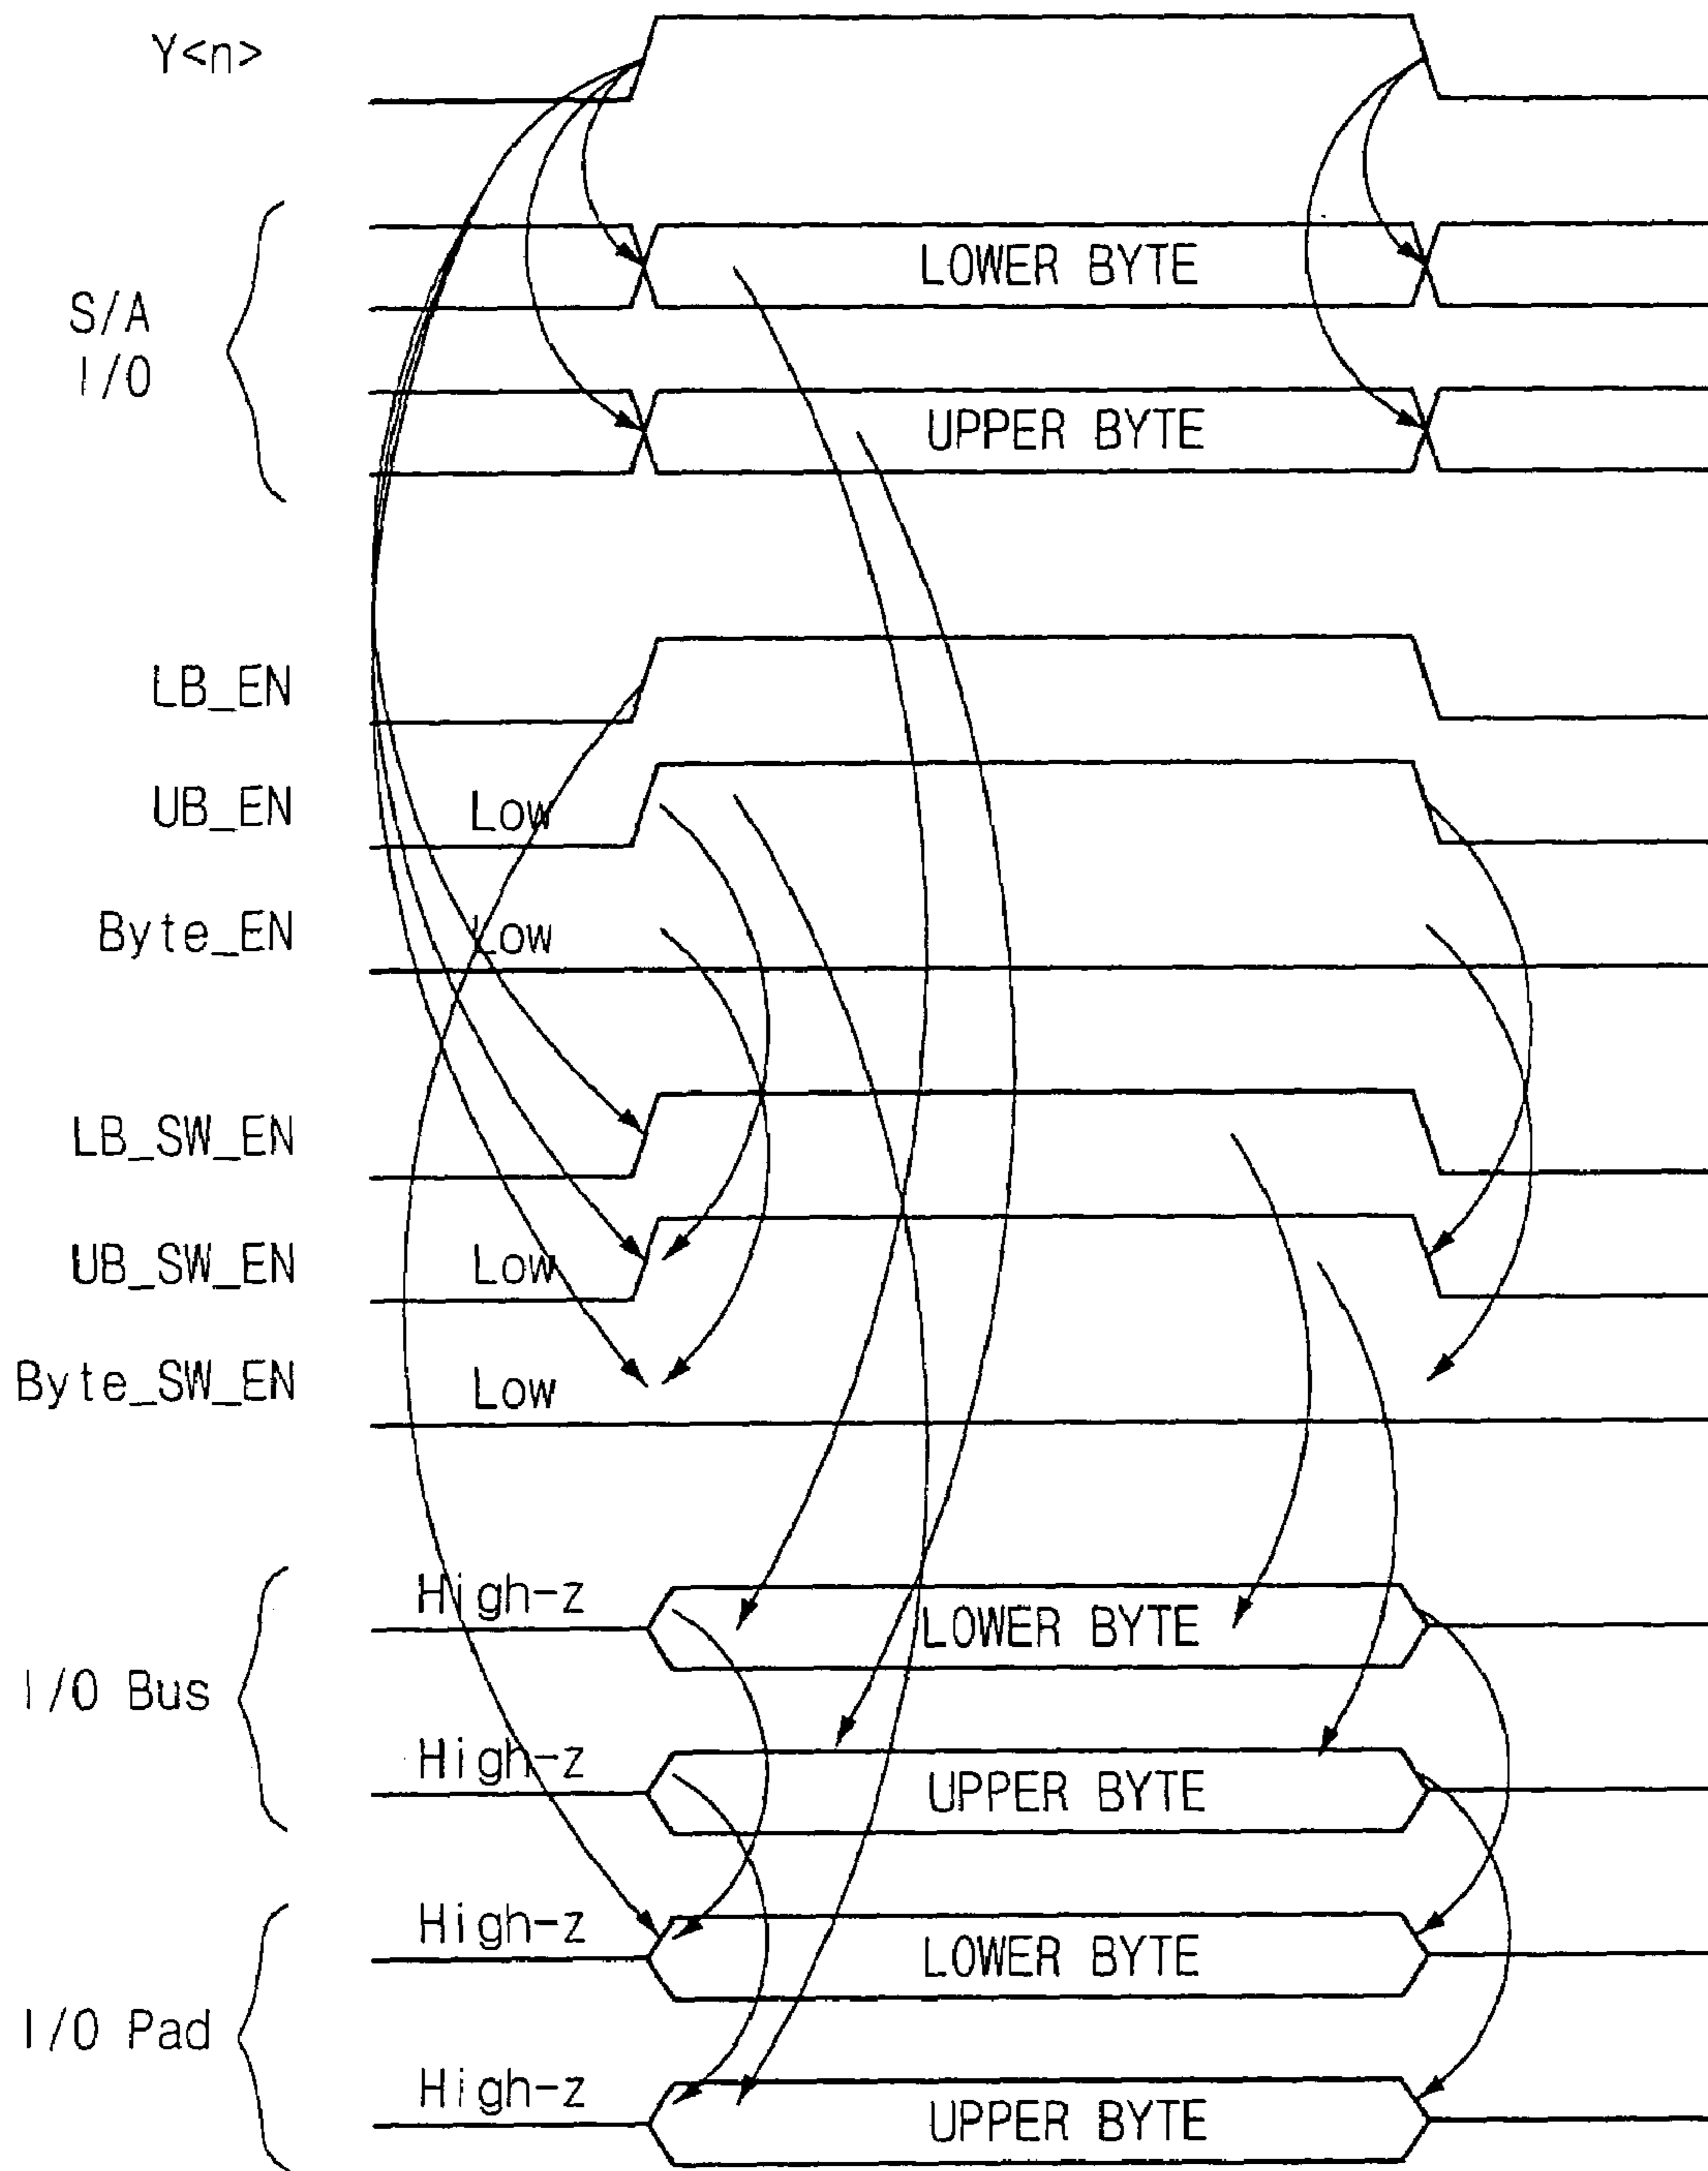 Y<n>
LOWER BYTE
S/A
I/O
UPPER BYTE
LB_EN
UB_EN Low
Byte_EN Low
LB_SW_EN
UB_SW_EN Low
Byte_SW_EN Low
High-z LOWER BYTE
I/O Bus
High-z UPPER BYTE
High-z LOWER BYTE
I/O Pad
High-z UPPER BYTE